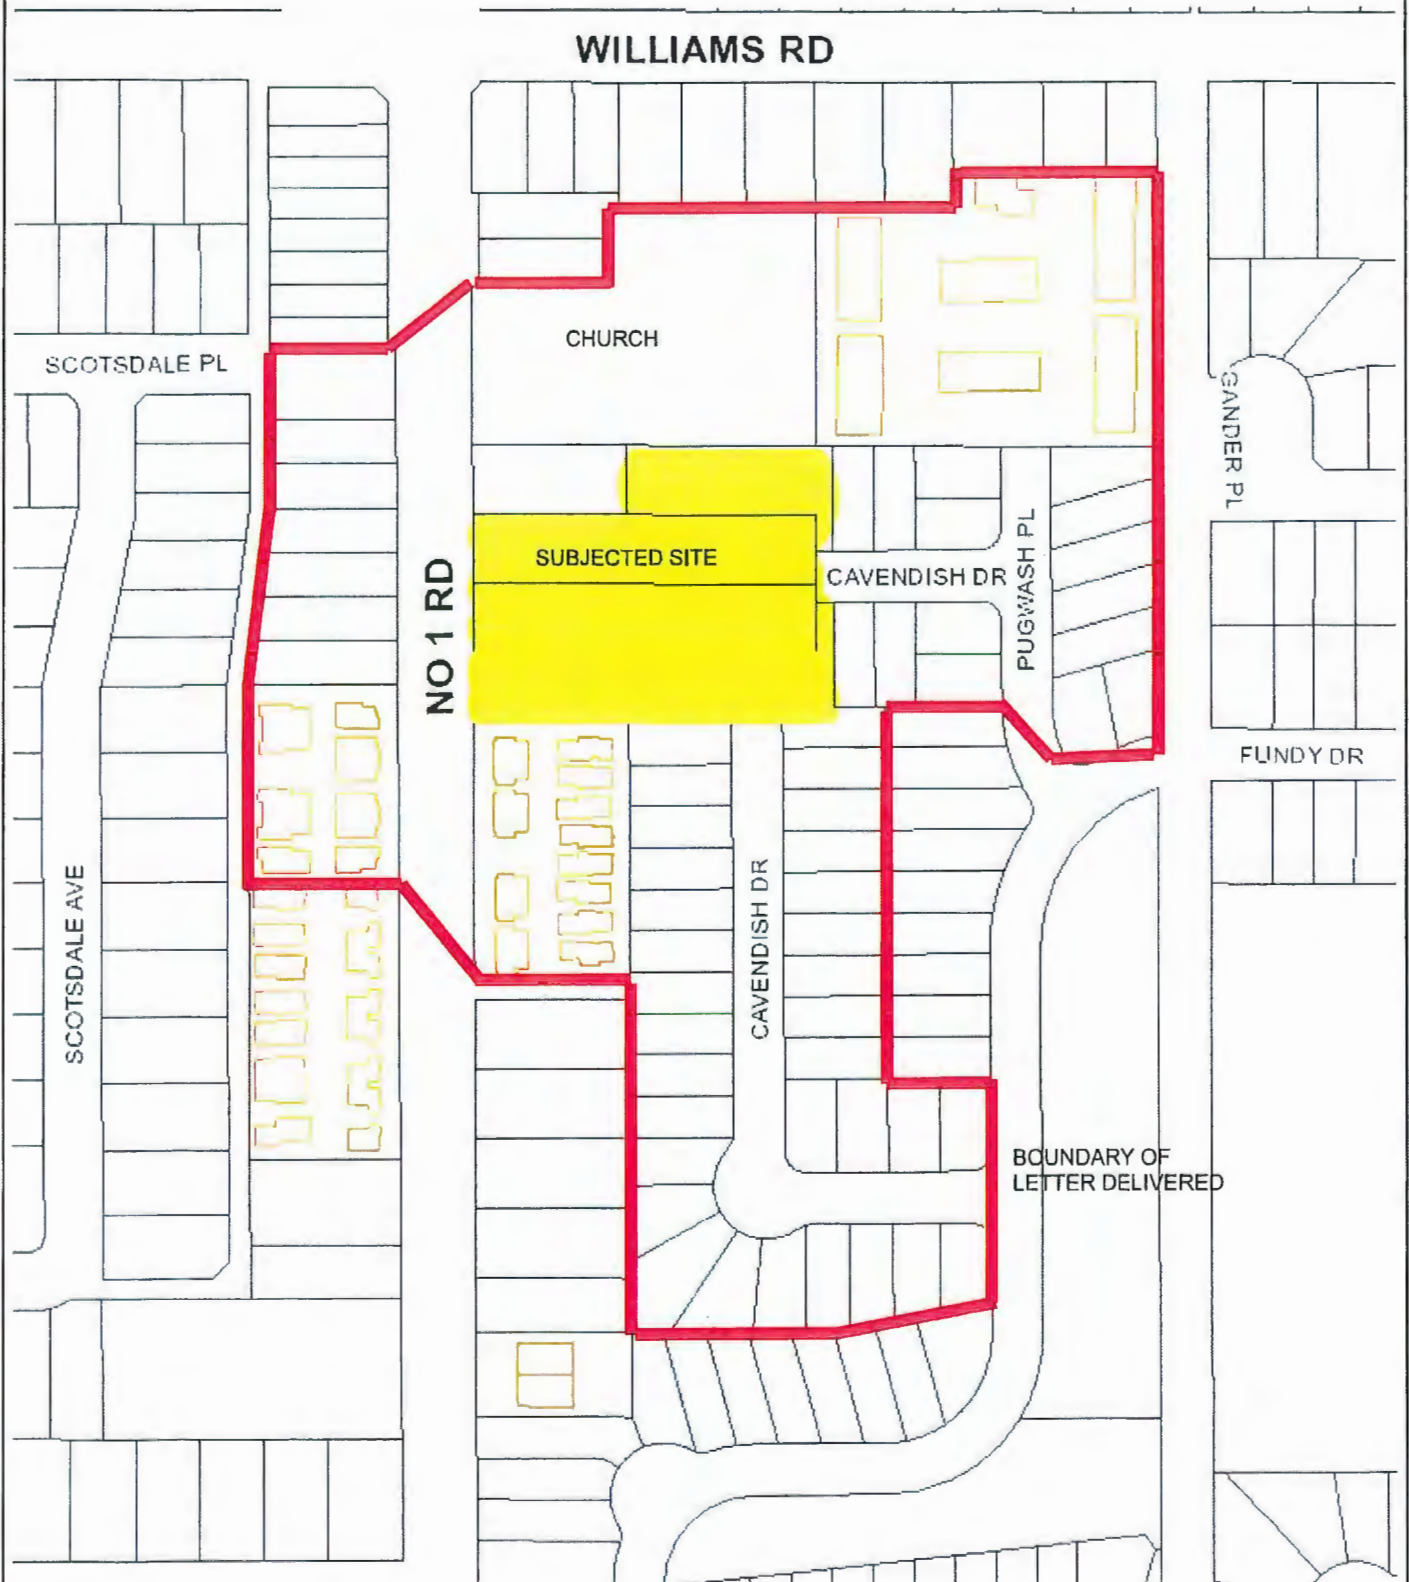 WILLIAMS RD
CHURCH
SCOTSDALE PL
GANDER PL
NO 1 RD
SUBJECTED SITE
CAVENDISH DR
PUGWASH PL
FUNDY DR
SCOTSDALE AVE
CAVENDISH DR
BOUNDARY OF
LETTER DELIVERED